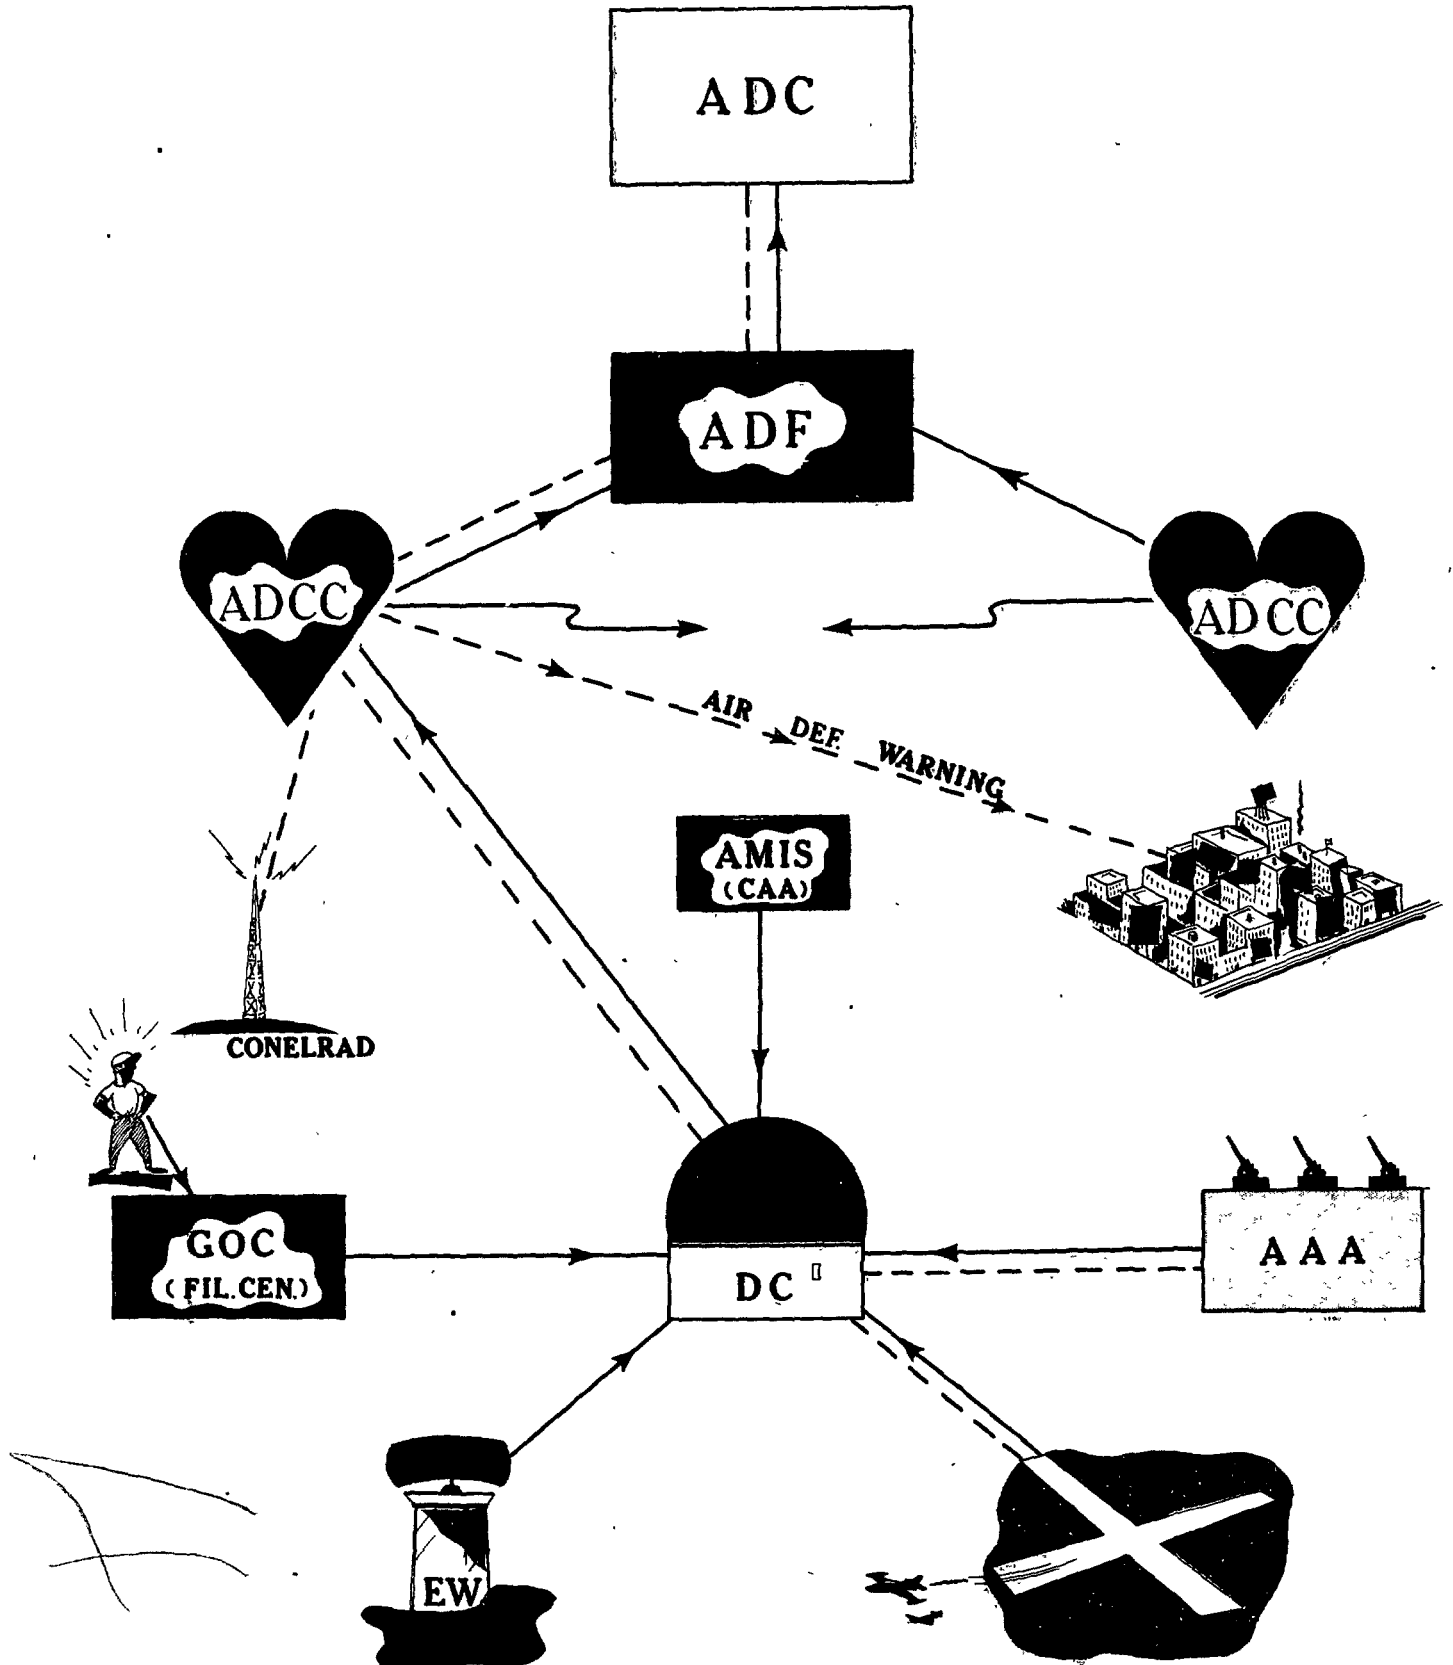 ADC
ADF
ADCC
ADCC
AIR DEF. WARNING
AMIS
(CAA)
CONELRAD
GOC
(FIL.CEN.)
DC
AAA
EW